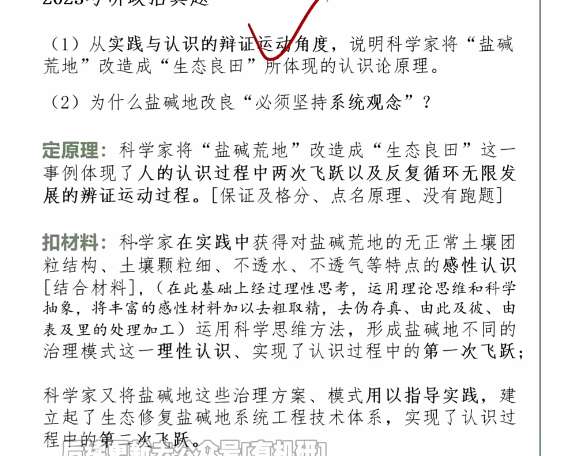 2023考研政治真题
（1）从实践与认识的辩证运动角度，说明科学家将“盐碱
荒地”改造成“生态良田”所体现的认识论原理。
（2）为什么盐碱地改良“必须坚持系统观念”？
定原理：科学家将“盐碱荒地”改造成“生态良田”这一
事例体现了人的认识过程中两次飞跃以及反复循环无限发
展的辨证运动过程。[保证及格分、点名原理、没有跑题]
扣材料：科学家在实践中获得对盐碱荒地的无正常土壤团
粒结构、土壤颗粒细、不透水、不透气等特点的感性认识
[结合材料]，（在此基础上经过理性思考，运用理论思维和科学
抽象，将丰富的感性材料加以去粗取精，去伪存真、由此及彼、由
表及里的处理加工）运用科学思维方法，形成盐碱地不同的
治理模式这一理性认识、实现了认识过程中的第一次飞跃；
科学家又将盐碱地这些治理方案、模式用以指导实践，建
立起了生态修复盐碱地系统工程技术体系，实现了认识过
程中的第二次飞跃。